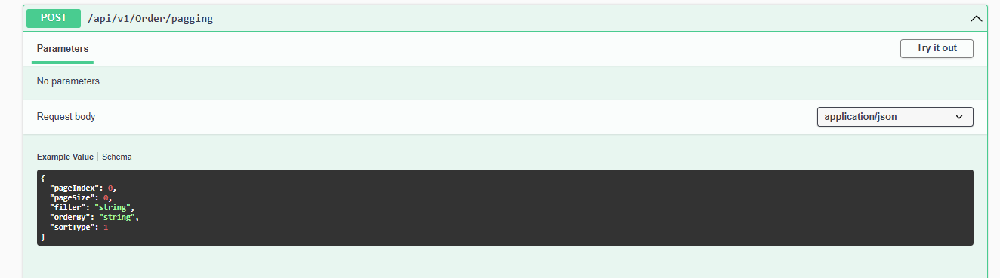 POST /api/v1/Order/pagging
Parameters
Try it out
No parameters
Request body
application/json
Example Value | Schema
{
  "pageIndex": 0,
  "pageSize": 0,
  "filter": "string",
  "orderBy": "string",
  "sortType": 1
}